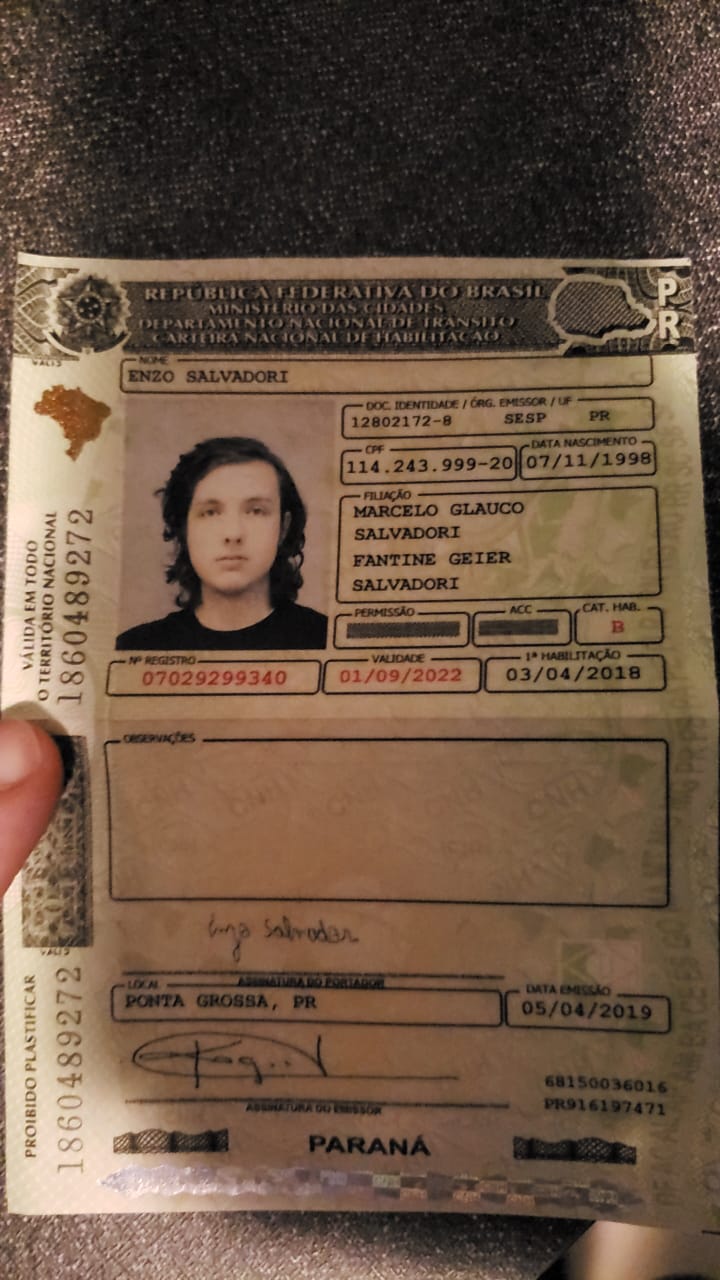 REPÚBLICA FEDERATIVA DO BRASIL
MINISTÉRIO DAS CIDADES
DEPARTAMENTO NACIONAL DE TRÂNSITO
CARTEIRA NACIONAL DE HABILITAÇÃO
PR
NOME
ENZO SALVADORI
DOC. IDENTIDADE / ÓRG. EMISSOR / UF
12802172-8 SESP PR
CPF
114.243.999-20
DATA NASCIMENTO
07/11/1998
FILIAÇÃO
MARCELO GLAUCO
SALVADORI
FANTINE GEIER
SALVADORI
PERMISSÃO
ACC
CAT. HAB.
B
Nº REGISTRO
07029299340
VALIDADE
01/09/2022
1ª HABILITAÇÃO
03/04/2018
VÁLIDA EM TODO
O TERRITÓRIO NACIONAL
1860489272
OBSERVAÇÕES
Enzo Salvadori
ASSINATURA DO PORTADOR
LOCAL
PONTA GROSSA, PR
DATA EMISSÃO
05/04/2019
ASSINATURA DO EMISSOR
68150036016
PR916197471
PROIBIDO PLASTIFICAR
1860489272
PARANÁ